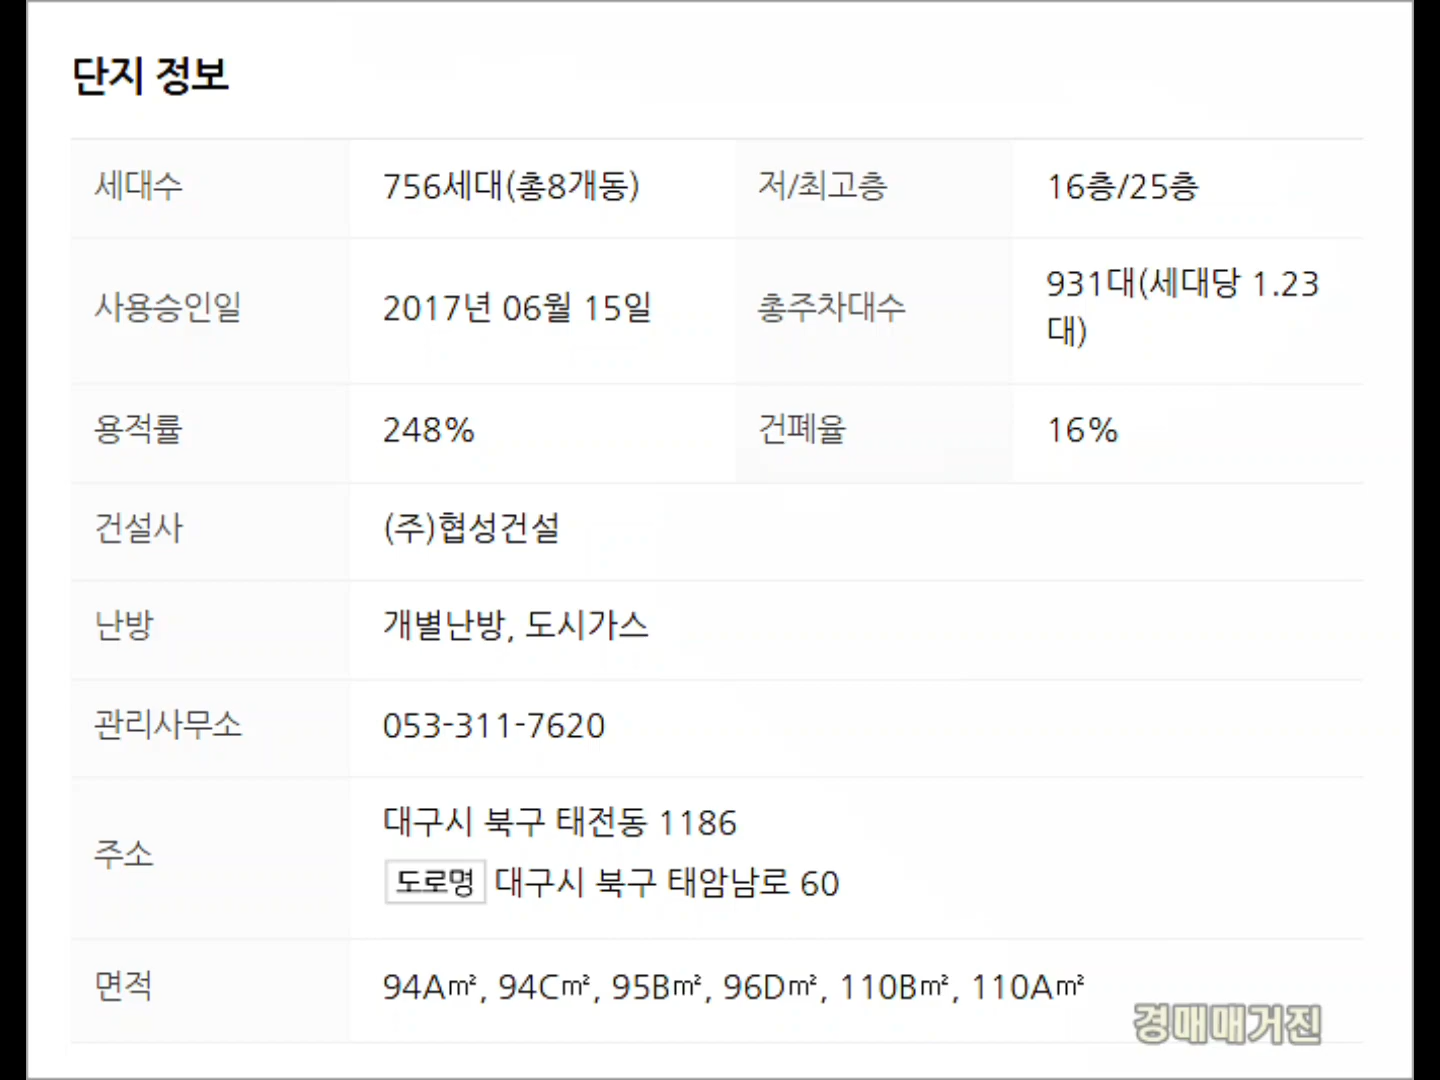 단지 정보
세대수 756세대(총8개동) 저/최고층 16층/25층
사용승인일 2017년 06월 15일 총주차대수 931대(세대당 1.23
대)
용적률 248% 건폐율 16%
건설사 (주)협성건설
난방 개별난방, 도시가스
관리사무소 053-311-7620
주소 대구시 북구 태전동 1186
도로명 대구시 북구 태암남로 60
면적 94A㎡, 94C㎡, 95B㎡, 96D㎡, 110B㎡, 110A㎡
경매매거진